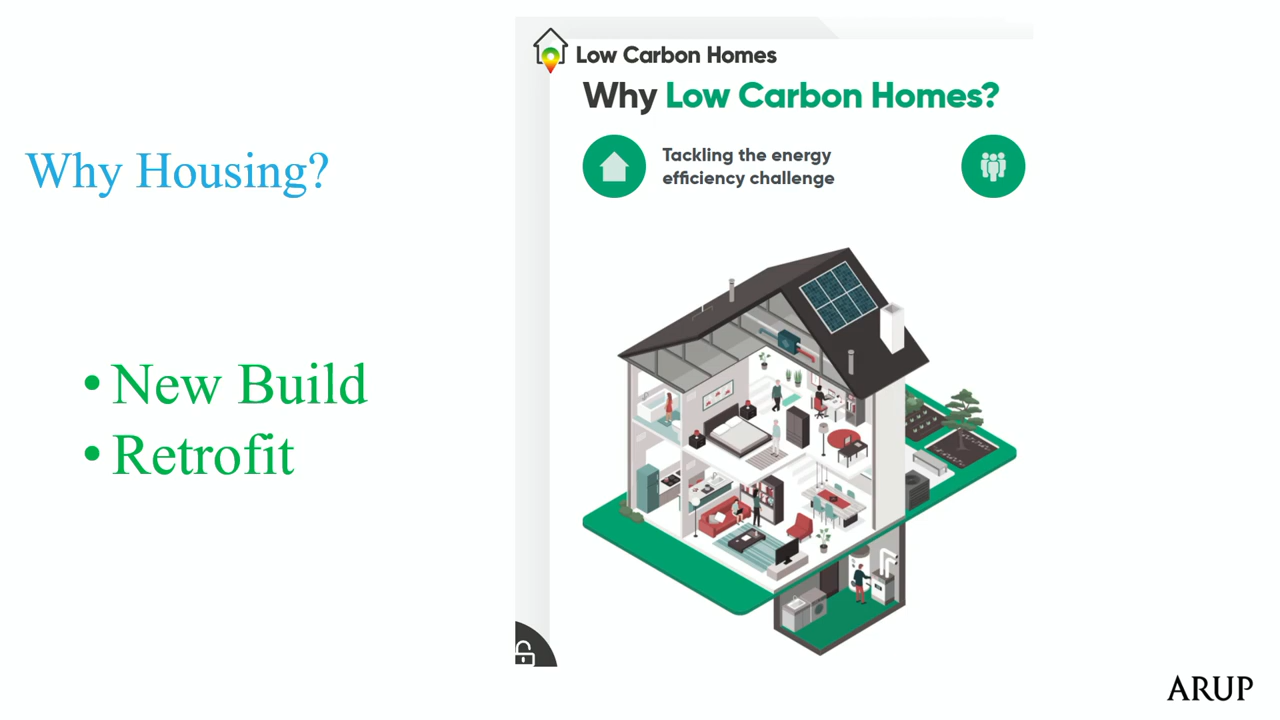 Why Housing?
• New Build
• Retrofit
Low Carbon Homes
Why Low Carbon Homes?
Tackling the energy
efficiency challenge
ARUP